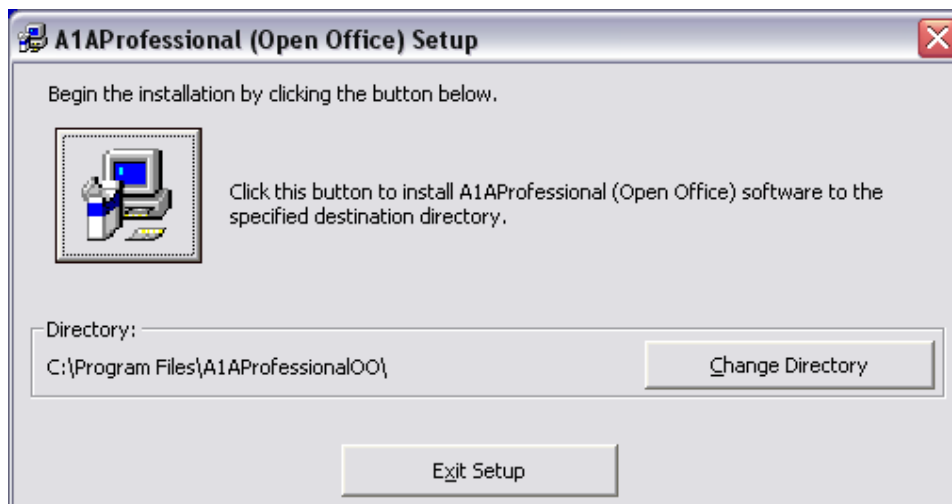 A1AProfessional (Open Office) Setup
Begin the installation by clicking the button below.
Click this button to install A1AProfessional (Open Office) software to the
specified destination directory.
Directory:
C:\Program Files\A1AProfessionalOO\
Change Directory
Exit Setup